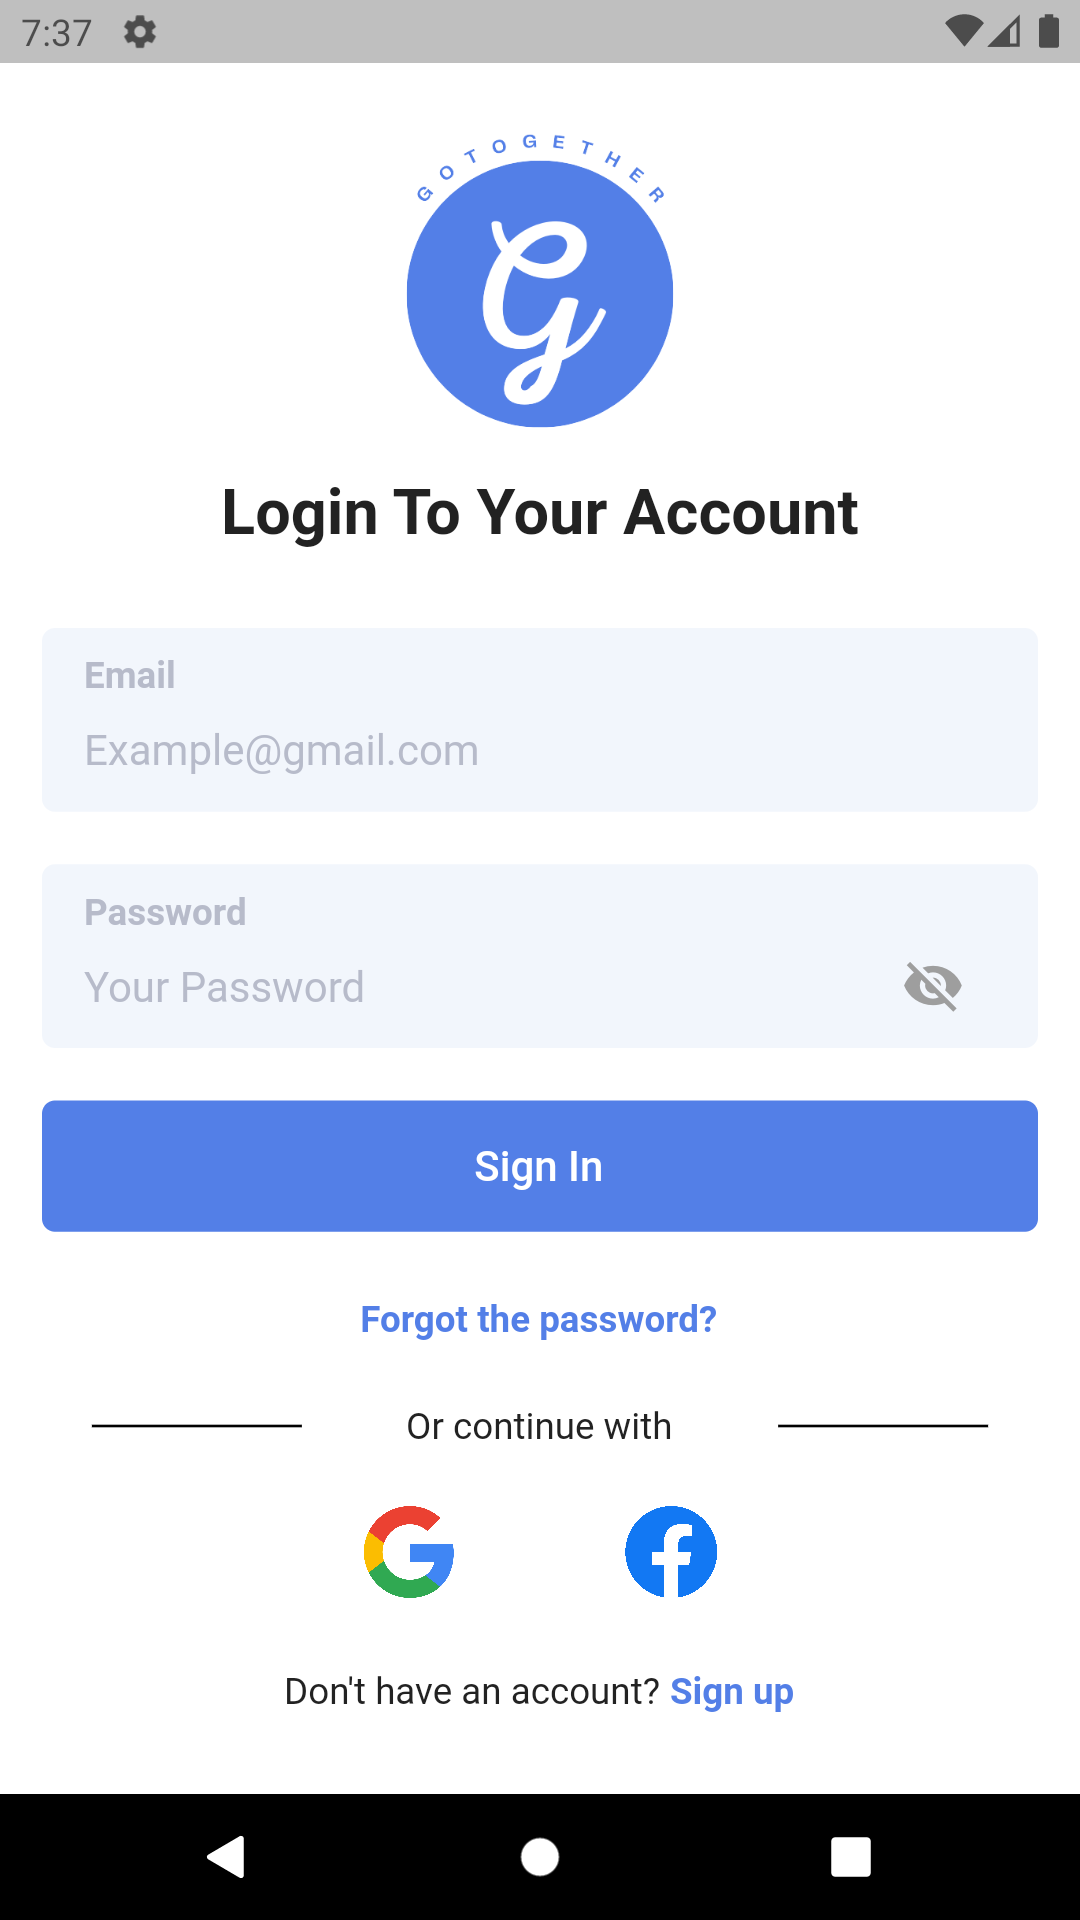 7:37
GOTOGETHER
G
Login To Your Account
Email
Example@gmail.com
Password
Your Password
Sign In
Forgot the password?
Or continue with
Don't have an account? Sign up